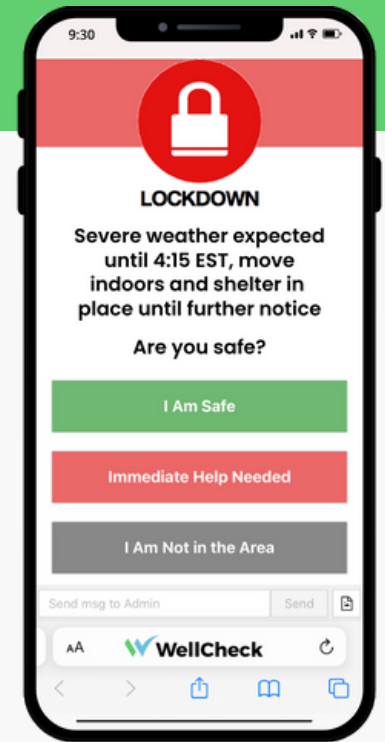 9:30
LOCKDOWN
Severe weather expected
until 4:15 EST, move
indoors and shelter in
place until further notice
Are you safe?
I Am Safe
Immediate Help Needed
I Am Not in the Area
Send msg to Admin
Send
AA
WellCheck